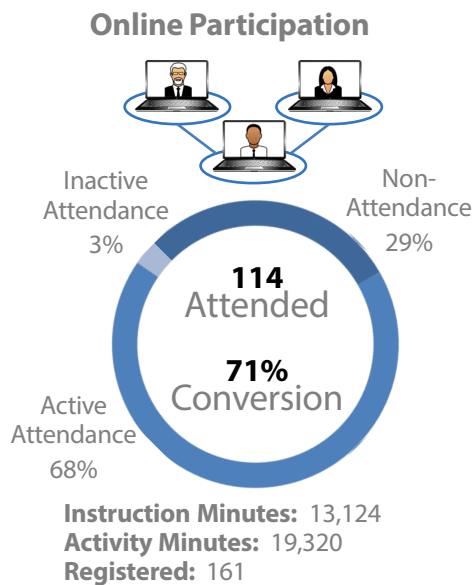 Online Participation
Inactive
Attendance
3%
Non-
Attendance
29%
114
Attended
71%
Conversion
Active
Attendance
68%
Instruction Minutes: 13,124
Activity Minutes: 19,320
Registered: 161